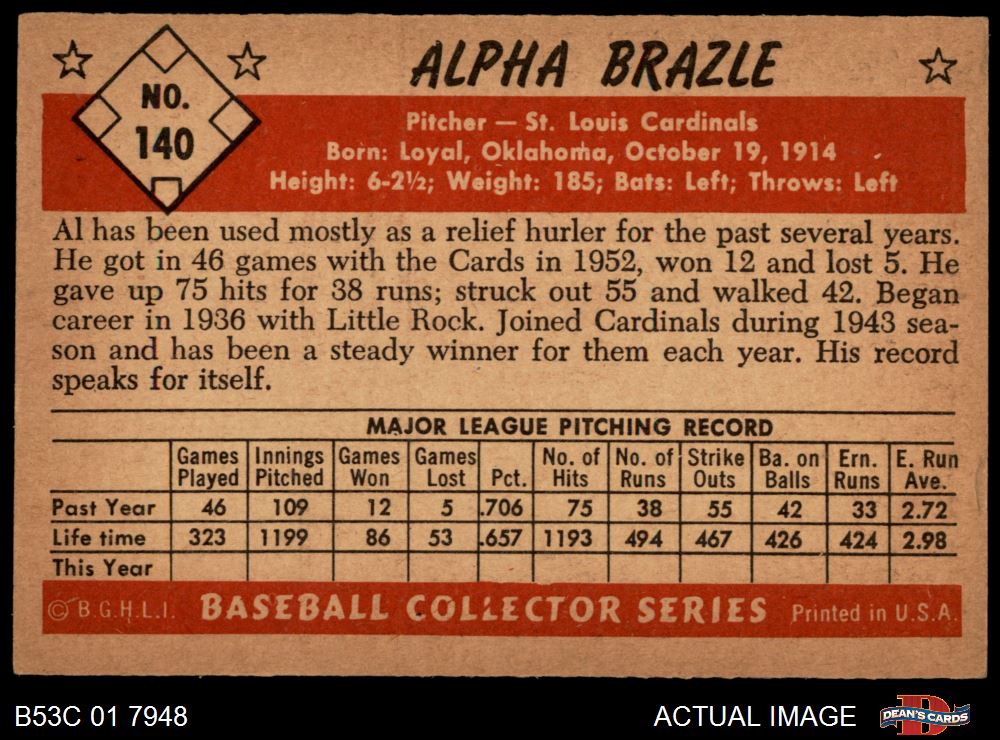 NO.
140
ALPHA BRAZLE
Pitcher — St. Louis Cardinals
Born: Loyal, Oklahoma, October 19, 1914
Height: 6-2½; Weight: 185; Bats: Left; Throws: Left
Al has been used mostly as a relief hurler for the past several years.
He got in 46 games with the Cards in 1952, won 12 and lost 5. He
gave up 75 hits for 38 runs; struck out 55 and walked 42. Began
career in 1936 with Little Rock. Joined Cardinals during 1943 sea-
son and has been a steady winner for them each year. His record
speaks for itself.
MAJOR LEAGUE PITCHING RECORD
Games Innings Games Games No. of No. of Strike Ba. on Ern. E. Run
Played Pitched Won Lost Pct. Hits Runs Outs Balls Runs Ave.
Past Year 46 109 12 5 .706 75 38 55 42 33 2.72
Life time 323 1199 86 53 .657 1193 494 467 426 424 2.98
This Year
© B.G.H.L.I. BASEBALL COLLECTOR SERIES Printed in U.S.A.
B53C 01 7948 ACTUAL IMAGE DEAN'S CARDS